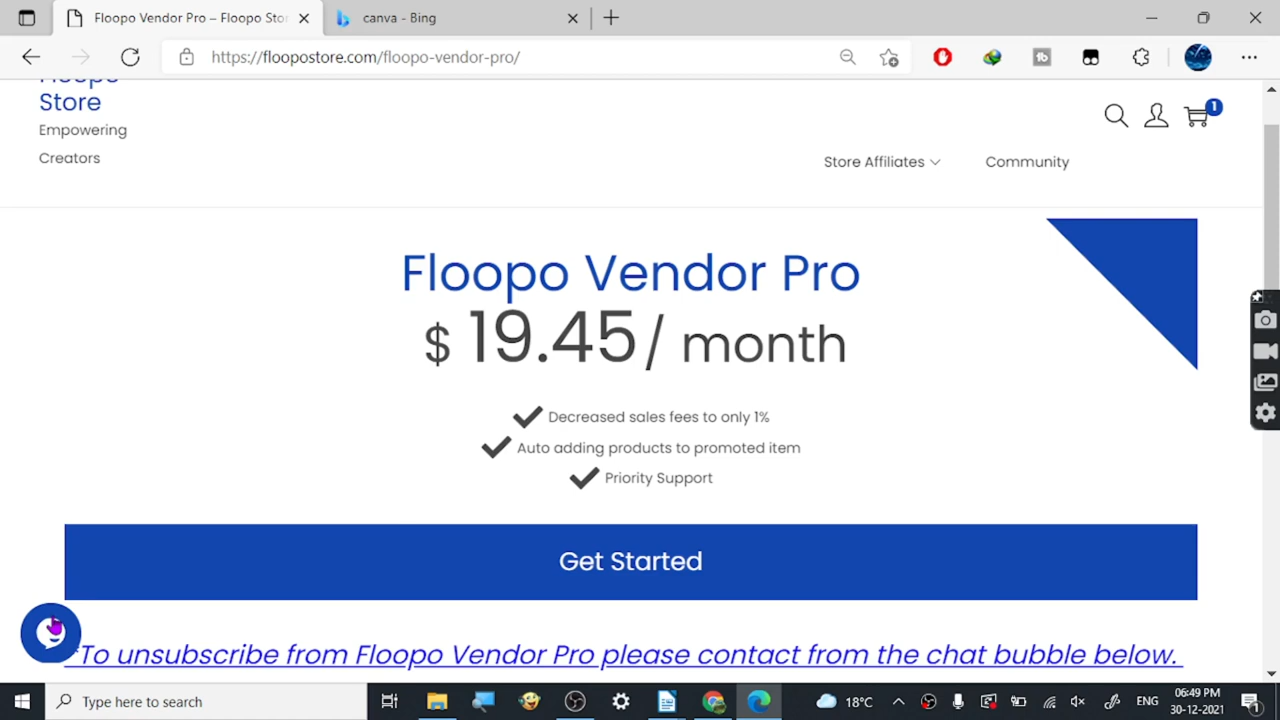 Floopo Vendor Pro – Floopo Stor
canva - Bing
https://floopostore.com/floopo-vendor-pro/
Floopo
Store
Empowering
Creators
1
Store Affiliates
Community
Floopo Vendor Pro
$ 19.45/ month
Decreased sales fees to only 1%
Auto adding products to promoted item
Priority Support
Get Started
*To unsubscribe from Floopo Vendor Pro please contact from the chat bubble below.
Type here to search
18°C
ENG
06:49 PM
30-12-2021
1